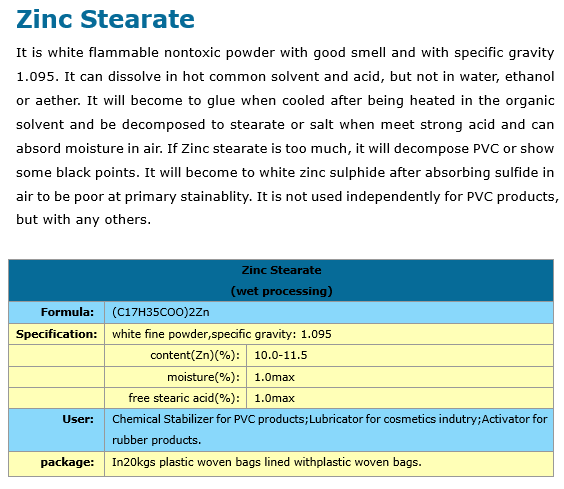 Zinc Stearate
It is white flammable nontoxic powder with good smell and with specific gravity
1.095. It can dissolve in hot common solvent and acid, but not in water, ethanol
or aether. It will become to glue when cooled after being heated in the organic
solvent and be decomposed to stearate or salt when meet strong acid and can
absord moisture in air. If Zinc stearate is too much, it will decompose PVC or show
some black points. It will become to white zinc sulphide after absorbing sulfide in
air to be poor at primary stainablity. It is not used independently for PVC products,
but with any others.
Zinc Stearate
(wet processing)
Formula: (C17H35COO)2Zn
Specification: white fine powder,specific gravity: 1.095
content(Zn)(%): 10.0-11.5
moisture(%): 1.0max
free stearic acid(%): 1.0max
User: Chemical Stabilizer for PVC products;Lubricator for cosmetics indutry;Activator for
rubber products.
package: In20kgs plastic woven bags lined withplastic woven bags.